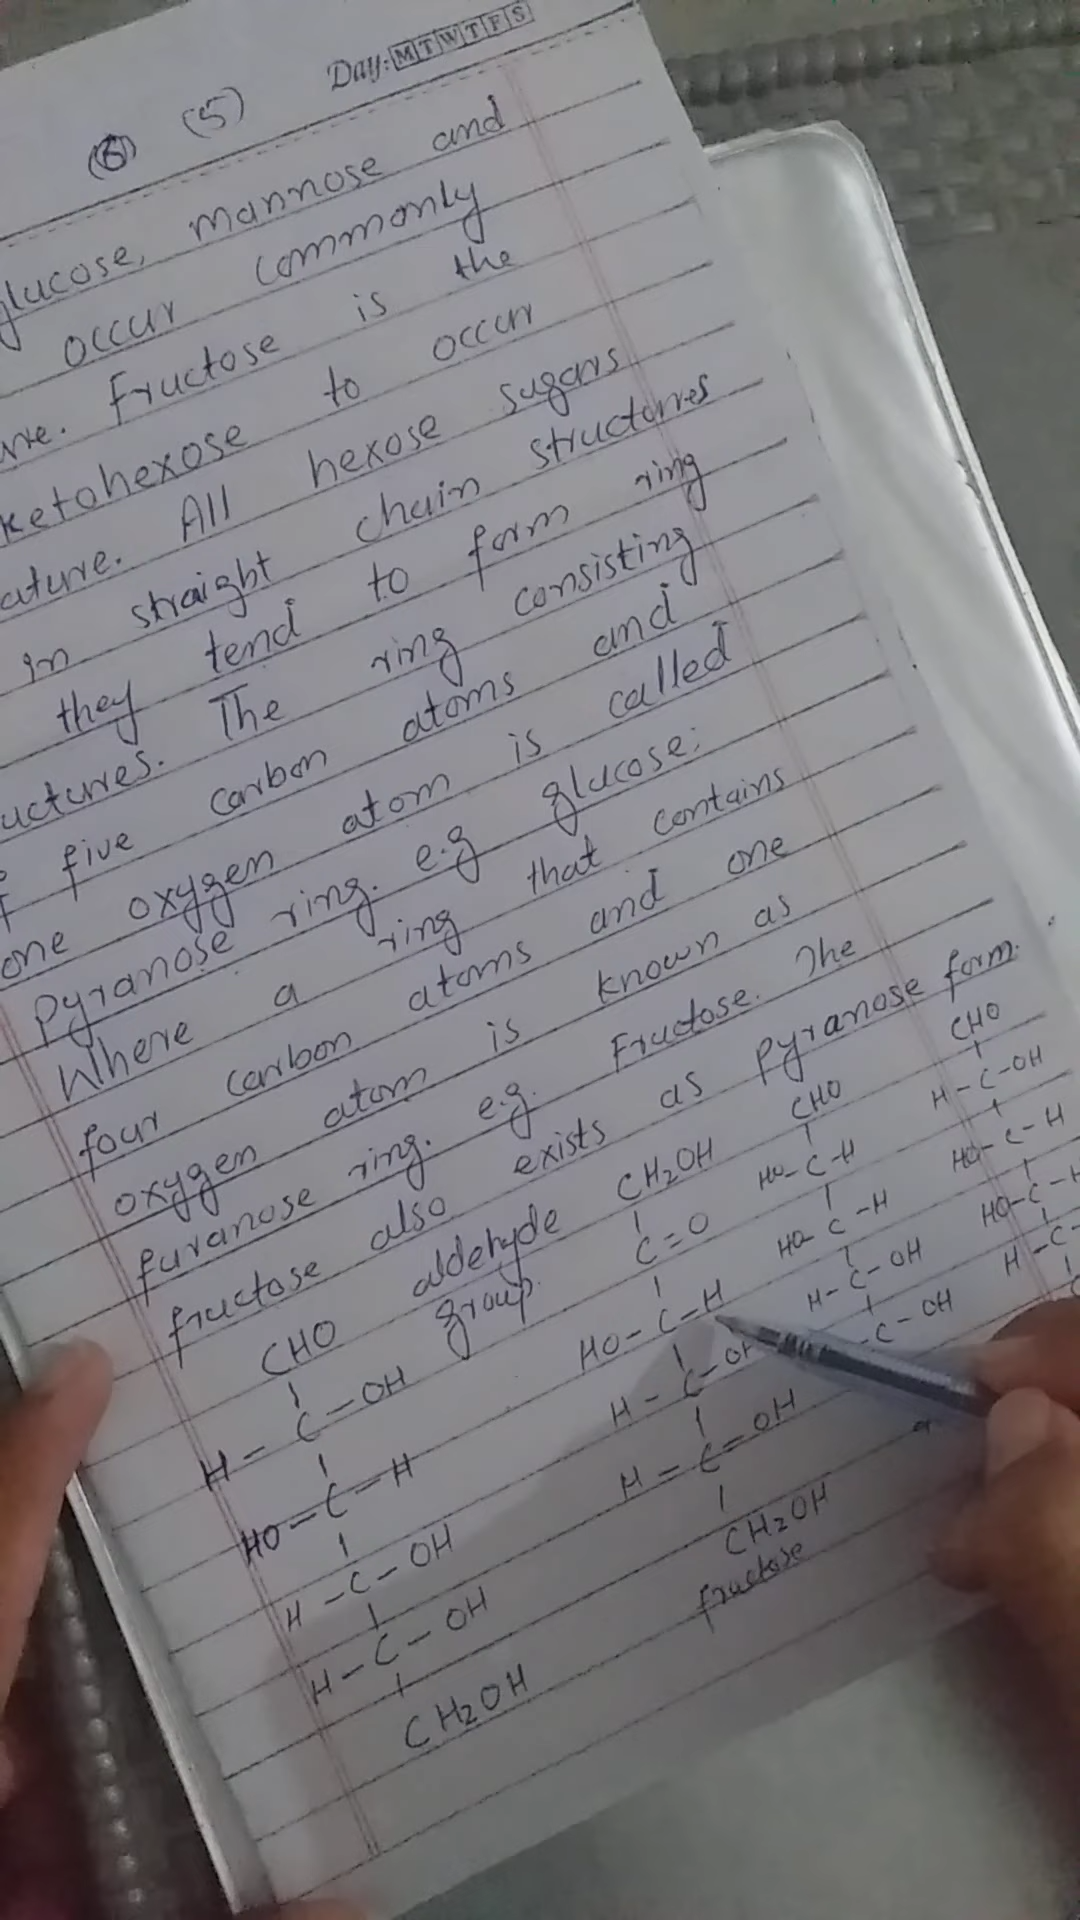 Day: M T W T F S
(6) (5)
glucose, mannose and
occur commonly
Fructose is the
ketohexose to occur
All hexose sugars
in straight chain structures
they tend to form ring
The ring consisting
five carbon atoms and
one oxygen atom is called
pyranose ring. e.g glucose;
Where a ring that contains
four carbon atoms and one
oxygen atom is known as
furanose ring. e.g. Fructose. The
fructose also exists as pyranose form.
aldehyde
group
CHO
H-C-OH
HO-C-H
H-C-OH
H-C-OH
CH2OH
CH2OH
C=O
HO-C-H
H-C-OH
H=C=OH
CH2OH
fructose
CHO
HO-C-H
HO-C-H
H-C-OH
-C-OH
CHO
H-C-OH
HO-C-H
HO-C-H
H-C-